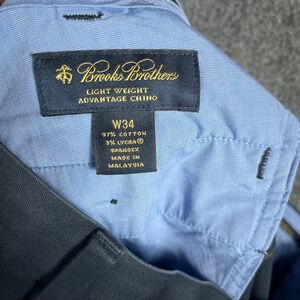 Brooks Brothers
LIGHT WEIGHT
ADVANTAGE CHINO
W34
97% COTTON
3% LYCRA®
SPANDEX
MADE IN
MALAYSIA